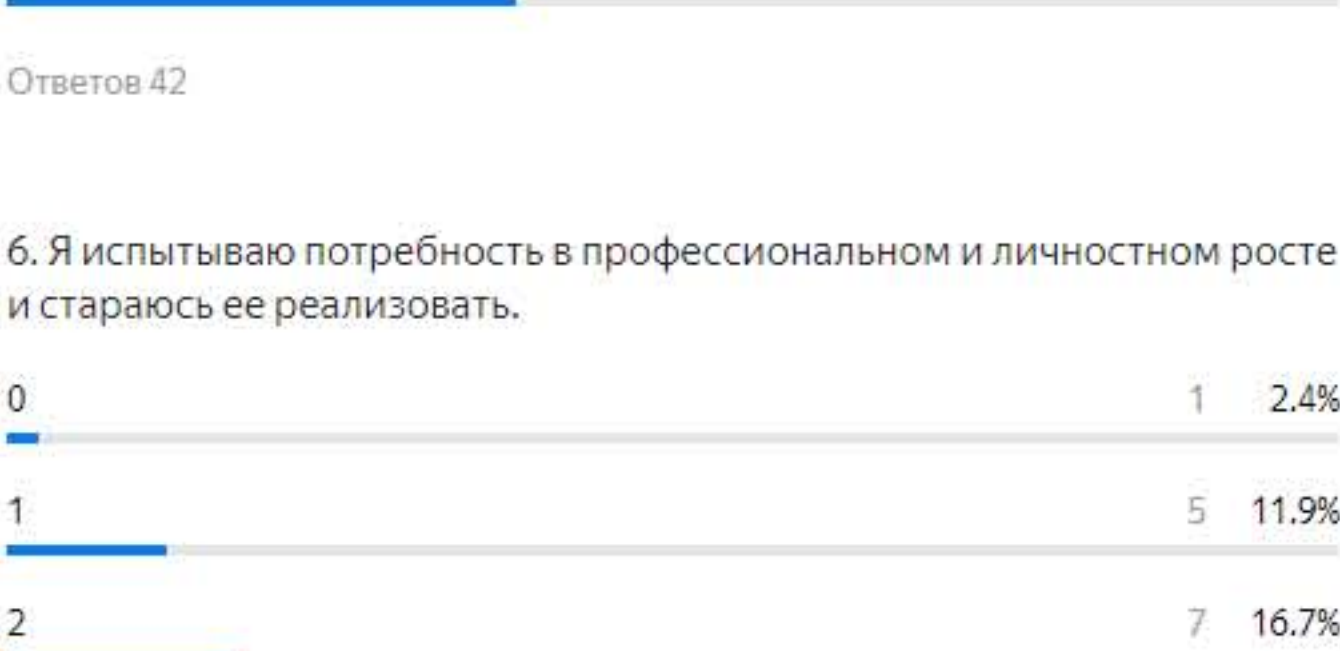 Ответов 42
6. Я испытываю потребность в профессиональном и личностном росте
и стараюсь ее реализовать.
0 1 2.4%
1 5 11.9%
2 7 16.7%